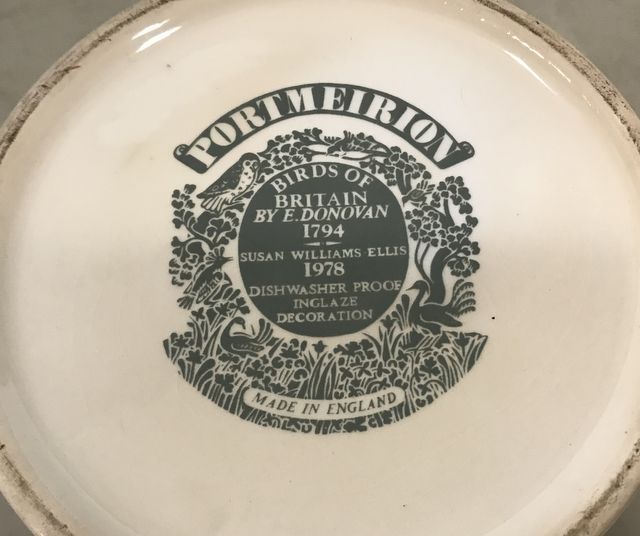 PORTMEIRION
BIRDS OF
BRITAIN
BY E. DONOVAN
1794
SUSAN WILLIAMS ELLIS
1978
DISHWASHER PROOF
INGLAZE
DECORATION
MADE IN ENGLAND